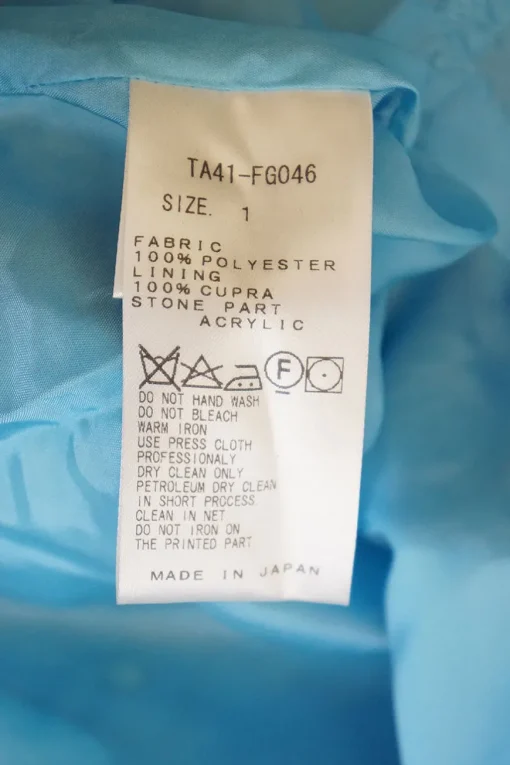 TA41-FG046
SIZE. 1
FABRIC
100% POLYESTER
LINING
100% CUPRA
STONE PART
ACRYLIC
F
DO NOT HAND WASH
DO NOT BLEACH
WARM IRON
USE PRESS CLOTH
PROFESSIONALY
DRY CLEAN ONLY
PETROLEUM DRY CLEAN
IN SHORT PROCESS
CLEAN IN NET
DO NOT IRON ON
THE PRINTED PART
MADE IN JAPAN